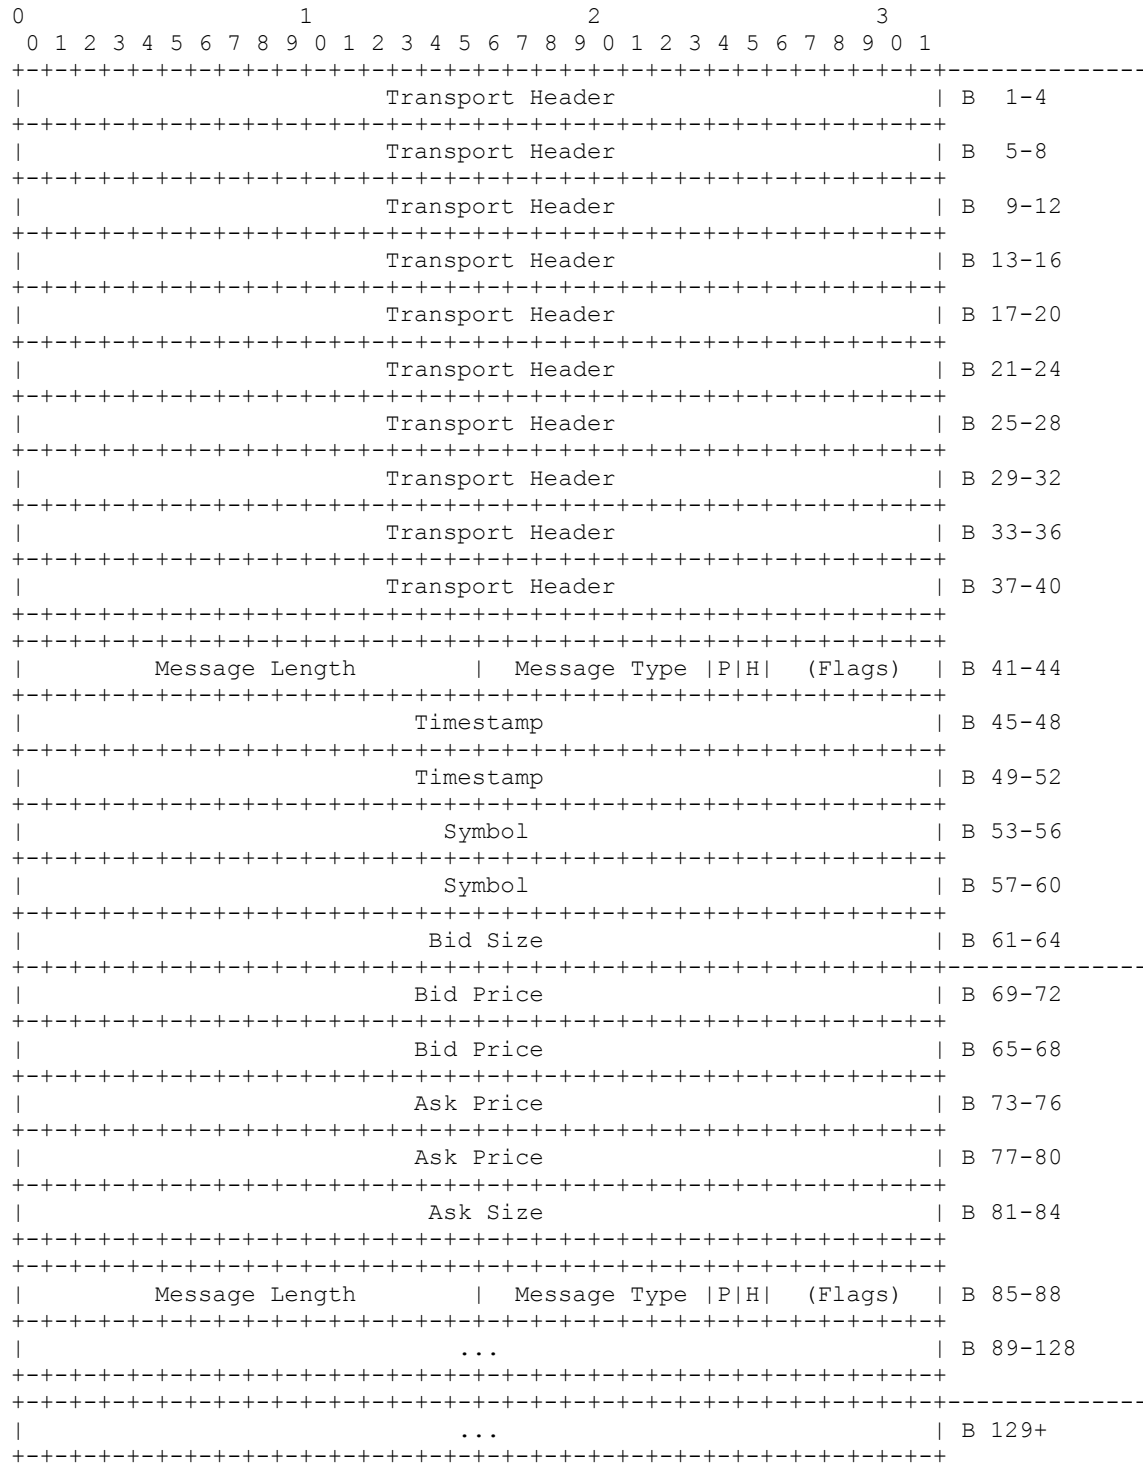 0                   1                   2                   3
 0 1 2 3 4 5 6 7 8 9 0 1 2 3 4 5 6 7 8 9 0 1 2 3 4 5 6 7 8 9 0 1
+-+-+-+-+-+-+-+-+-+-+-+-+-+-+-+-+-+-+-+-+-+-+-+-+-+-+-+-+-+-+-+-+--------------
|                         Transport Header                      | B  1-4
+-+-+-+-+-+-+-+-+-+-+-+-+-+-+-+-+-+-+-+-+-+-+-+-+-+-+-+-+-+-+-+-+
|                         Transport Header                      | B  5-8
+-+-+-+-+-+-+-+-+-+-+-+-+-+-+-+-+-+-+-+-+-+-+-+-+-+-+-+-+-+-+-+-+
|                         Transport Header                      | B  9-12
+-+-+-+-+-+-+-+-+-+-+-+-+-+-+-+-+-+-+-+-+-+-+-+-+-+-+-+-+-+-+-+-+
|                         Transport Header                      | B 13-16
+-+-+-+-+-+-+-+-+-+-+-+-+-+-+-+-+-+-+-+-+-+-+-+-+-+-+-+-+-+-+-+-+
|                         Transport Header                      | B 17-20
+-+-+-+-+-+-+-+-+-+-+-+-+-+-+-+-+-+-+-+-+-+-+-+-+-+-+-+-+-+-+-+-+
|                         Transport Header                      | B 21-24
+-+-+-+-+-+-+-+-+-+-+-+-+-+-+-+-+-+-+-+-+-+-+-+-+-+-+-+-+-+-+-+-+
|                         Transport Header                      | B 25-28
+-+-+-+-+-+-+-+-+-+-+-+-+-+-+-+-+-+-+-+-+-+-+-+-+-+-+-+-+-+-+-+-+
|                         Transport Header                      | B 29-32
+-+-+-+-+-+-+-+-+-+-+-+-+-+-+-+-+-+-+-+-+-+-+-+-+-+-+-+-+-+-+-+-+
|                         Transport Header                      | B 33-36
+-+-+-+-+-+-+-+-+-+-+-+-+-+-+-+-+-+-+-+-+-+-+-+-+-+-+-+-+-+-+-+-+
|                         Transport Header                      | B 37-40
+-+-+-+-+-+-+-+-+-+-+-+-+-+-+-+-+-+-+-+-+-+-+-+-+-+-+-+-+-+-+-+-+
+-+-+-+-+-+-+-+-+-+-+-+-+-+-+-+-+-+-+-+-+-+-+-+-+-+-+-+-+-+-+-+-+
|         Message Length        |  Message Type |P|H|  (Flags)  | B 41-44
+-+-+-+-+-+-+-+-+-+-+-+-+-+-+-+-+-+-+-+-+-+-+-+-+-+-+-+-+-+-+-+-+
|                           Timestamp                           | B 45-48
+-+-+-+-+-+-+-+-+-+-+-+-+-+-+-+-+-+-+-+-+-+-+-+-+-+-+-+-+-+-+-+-+
|                           Timestamp                           | B 49-52
+-+-+-+-+-+-+-+-+-+-+-+-+-+-+-+-+-+-+-+-+-+-+-+-+-+-+-+-+-+-+-+-+
|                             Symbol                            | B 53-56
+-+-+-+-+-+-+-+-+-+-+-+-+-+-+-+-+-+-+-+-+-+-+-+-+-+-+-+-+-+-+-+-+
|                             Symbol                            | B 57-60
+-+-+-+-+-+-+-+-+-+-+-+-+-+-+-+-+-+-+-+-+-+-+-+-+-+-+-+-+-+-+-+-+
|                            Bid Size                           | B 61-64
+-+-+-+-+-+-+-+-+-+-+-+-+-+-+-+-+-+-+-+-+-+-+-+-+-+-+-+-+-+-+-+-+--------------
|                           Bid Price                           | B 69-72
+-+-+-+-+-+-+-+-+-+-+-+-+-+-+-+-+-+-+-+-+-+-+-+-+-+-+-+-+-+-+-+-+
|                           Bid Price                           | B 65-68
+-+-+-+-+-+-+-+-+-+-+-+-+-+-+-+-+-+-+-+-+-+-+-+-+-+-+-+-+-+-+-+-+
|                           Ask Price                           | B 73-76
+-+-+-+-+-+-+-+-+-+-+-+-+-+-+-+-+-+-+-+-+-+-+-+-+-+-+-+-+-+-+-+-+
|                           Ask Price                           | B 77-80
+-+-+-+-+-+-+-+-+-+-+-+-+-+-+-+-+-+-+-+-+-+-+-+-+-+-+-+-+-+-+-+-+
|                            Ask Size                           | B 81-84
+-+-+-+-+-+-+-+-+-+-+-+-+-+-+-+-+-+-+-+-+-+-+-+-+-+-+-+-+-+-+-+-+
+-+-+-+-+-+-+-+-+-+-+-+-+-+-+-+-+-+-+-+-+-+-+-+-+-+-+-+-+-+-+-+-+
|         Message Length        |  Message Type |P|H|  (Flags)  | B 85-88
+-+-+-+-+-+-+-+-+-+-+-+-+-+-+-+-+-+-+-+-+-+-+-+-+-+-+-+-+-+-+-+-+
|                              ...                              | B 89-128
+-+-+-+-+-+-+-+-+-+-+-+-+-+-+-+-+-+-+-+-+-+-+-+-+-+-+-+-+-+-+-+-+
+-+-+-+-+-+-+-+-+-+-+-+-+-+-+-+-+-+-+-+-+-+-+-+-+-+-+-+-+-+-+-+-+--------------
|                              ...                              | B 129+
+-+-+-+-+-+-+-+-+-+-+-+-+-+-+-+-+-+-+-+-+-+-+-+-+-+-+-+-+-+-+-+-+